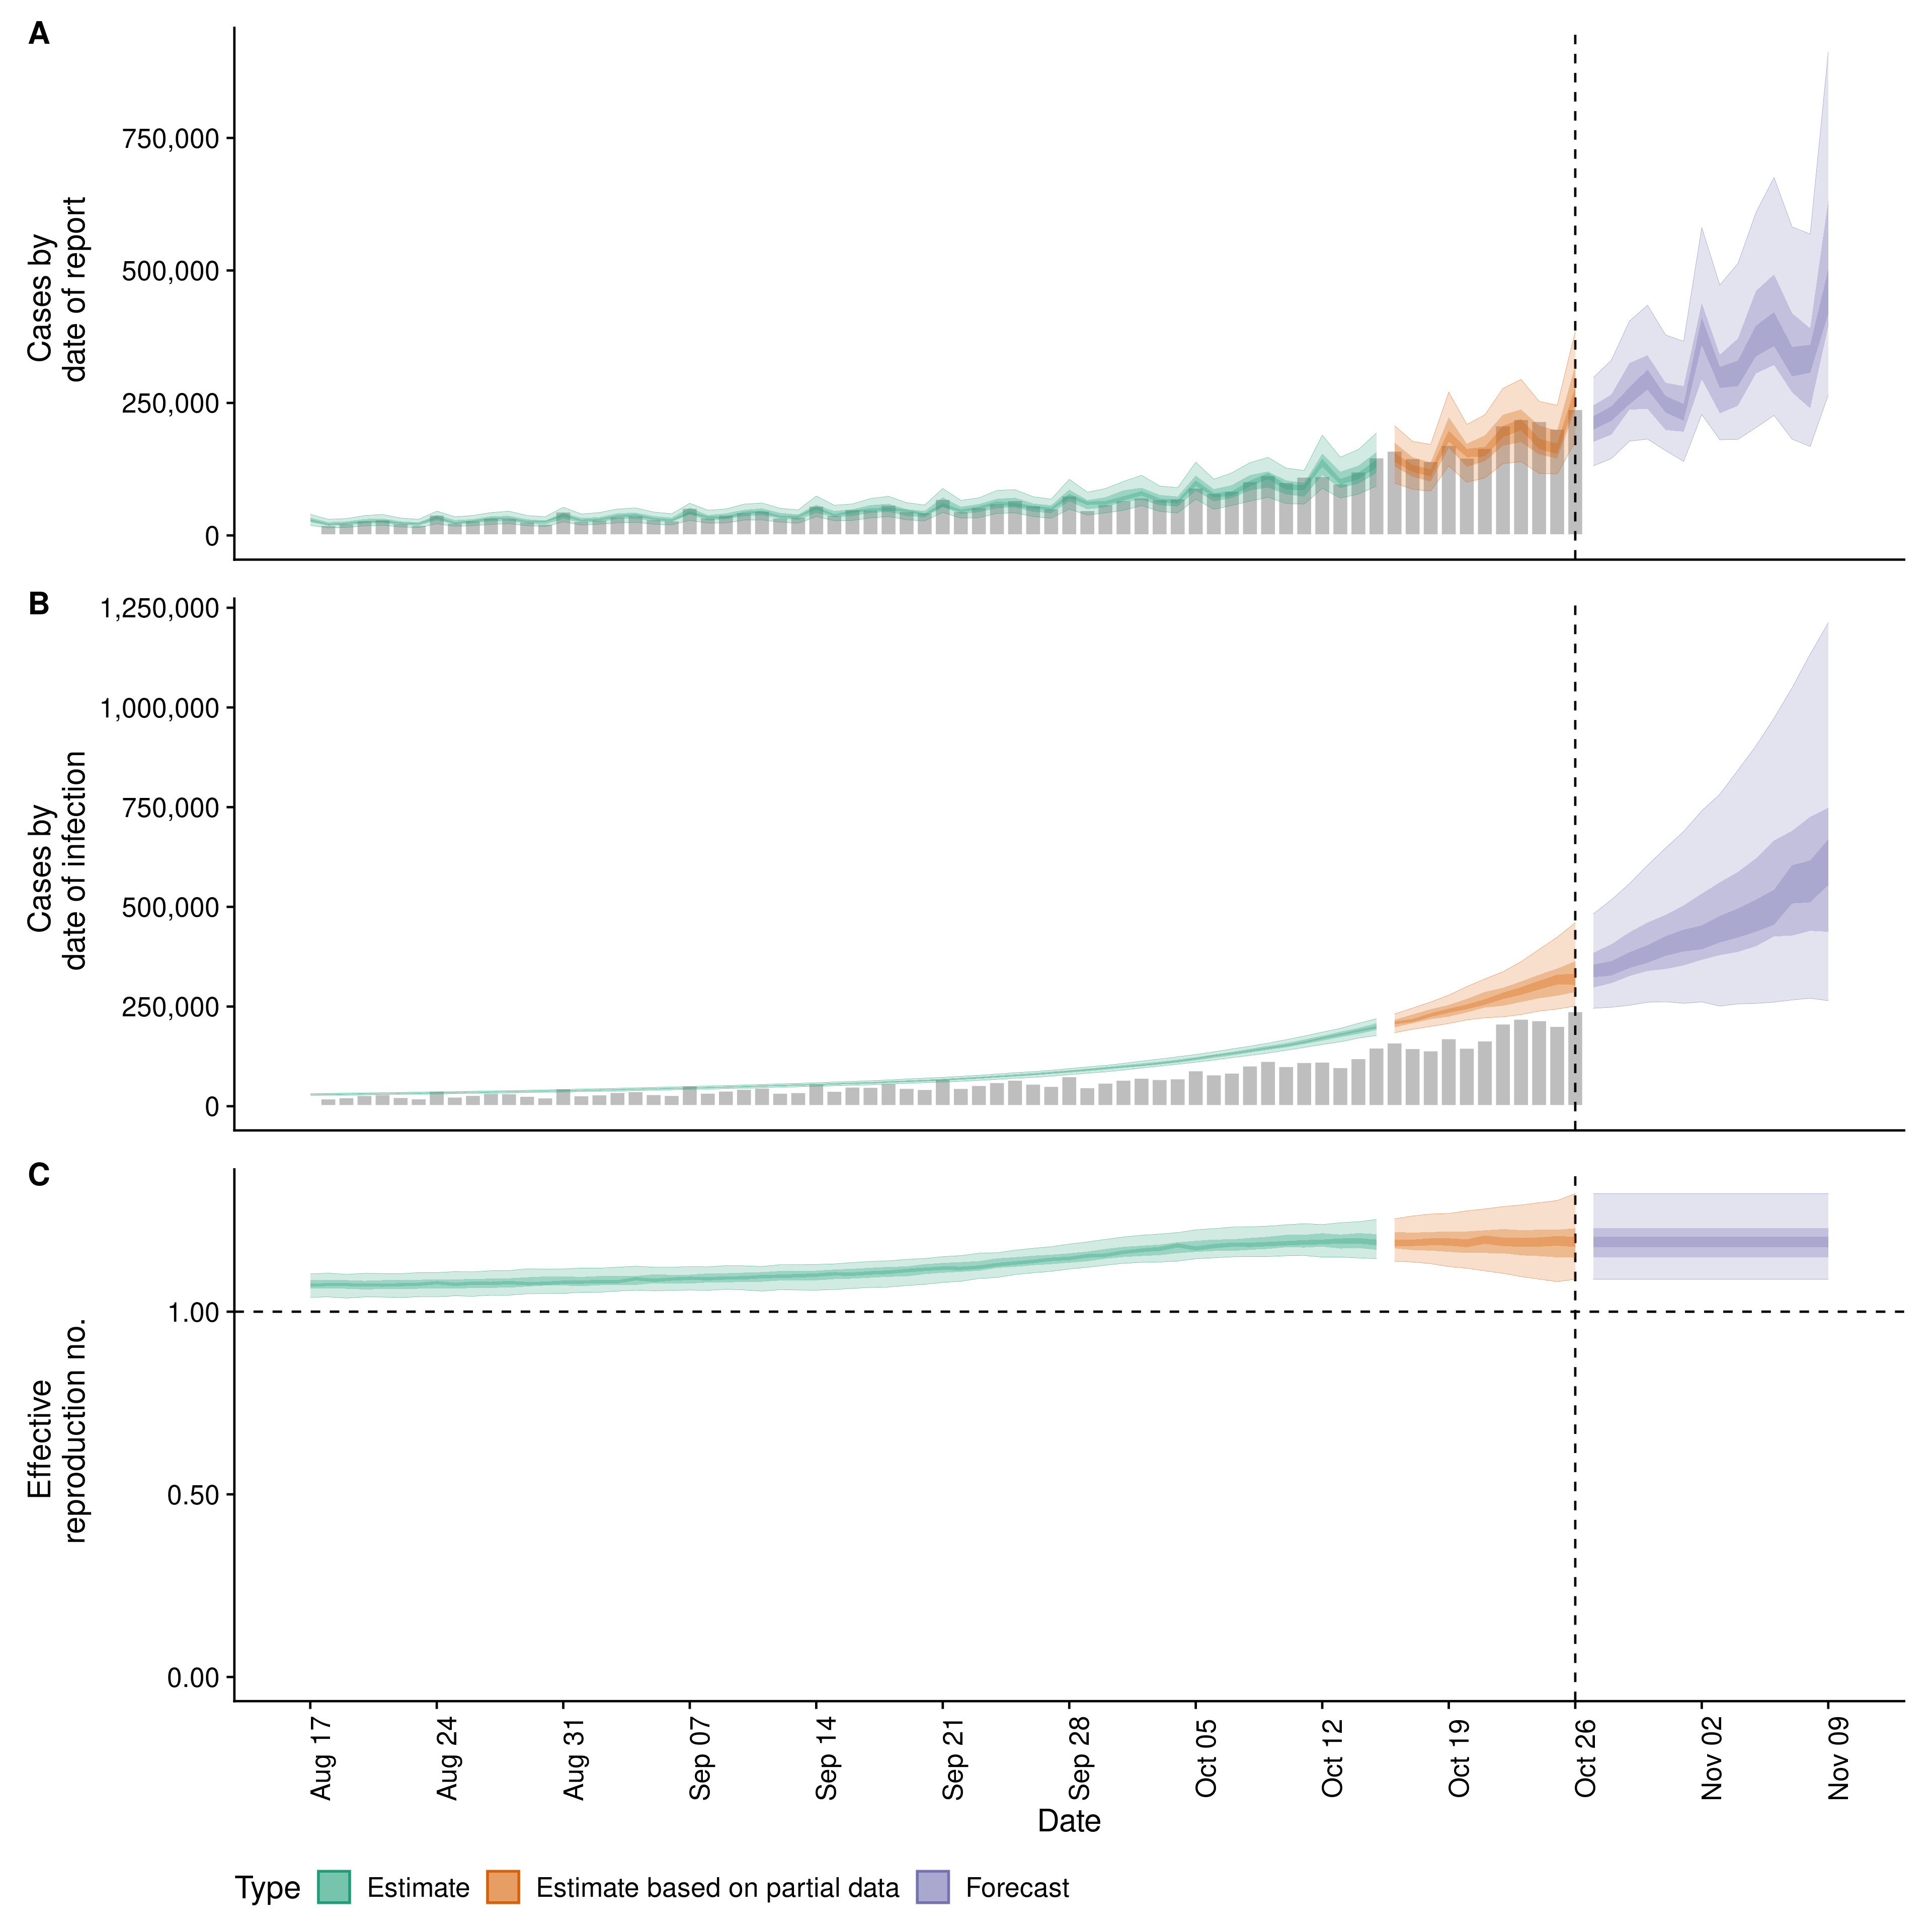 A
Cases by
date of report
750,000
500,000
250,000
0
B
Cases by
date of infection
1,250,000
1,000,000
750,000
500,000
250,000
0
C
Effective
reproduction no.
1.00
0.50
0.00
Aug 17
Aug 24
Aug 31
Sep 07
Sep 14
Sep 21
Sep 28
Oct 05
Oct 12
Oct 19
Oct 26
Nov 02
Nov 09
Date
Type Estimate Estimate based on partial data Forecast